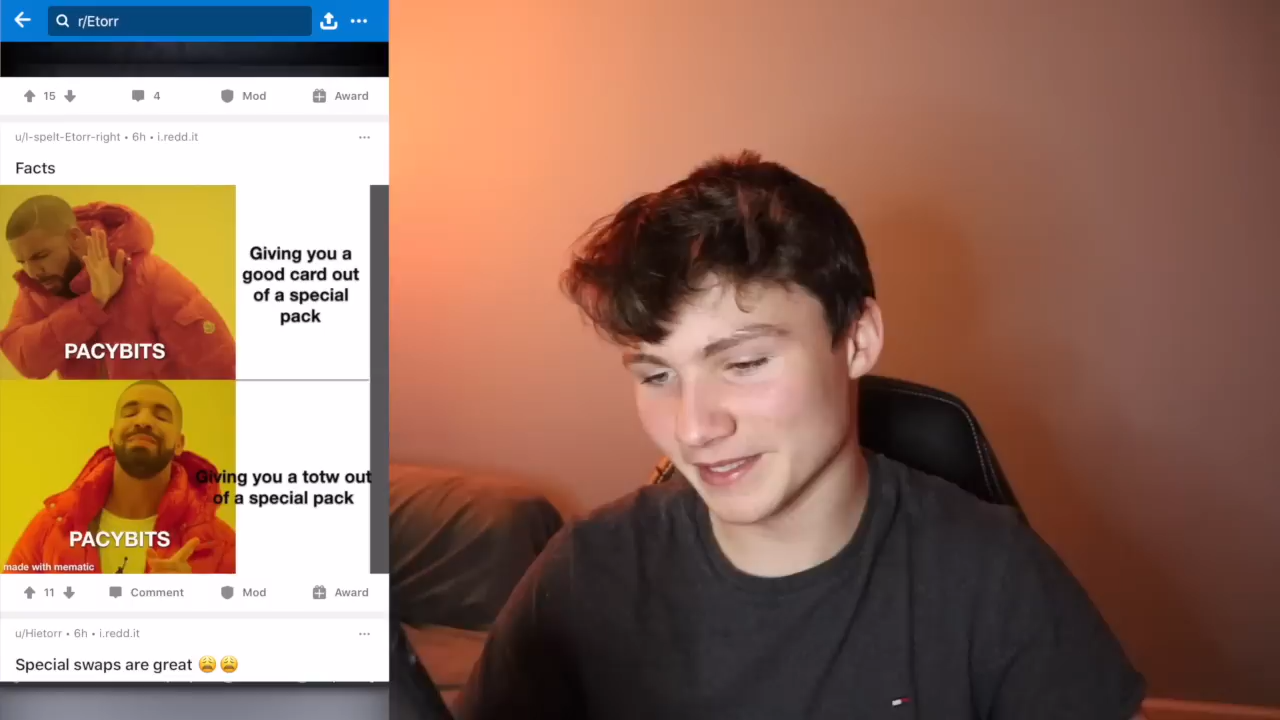 r/Etorr
15
4
Mod
Award
u/I-spelt-Etorr-right • 6h • i.redd.it
Facts
Giving you a
good card out
of a special
pack
PACYBITS
Giving you a totw out
of a special pack
PACYBITS
made with mematic
11
Comment
Mod
Award
u/Hietorr • 6h • i.redd.it
Special swaps are great 😩😩